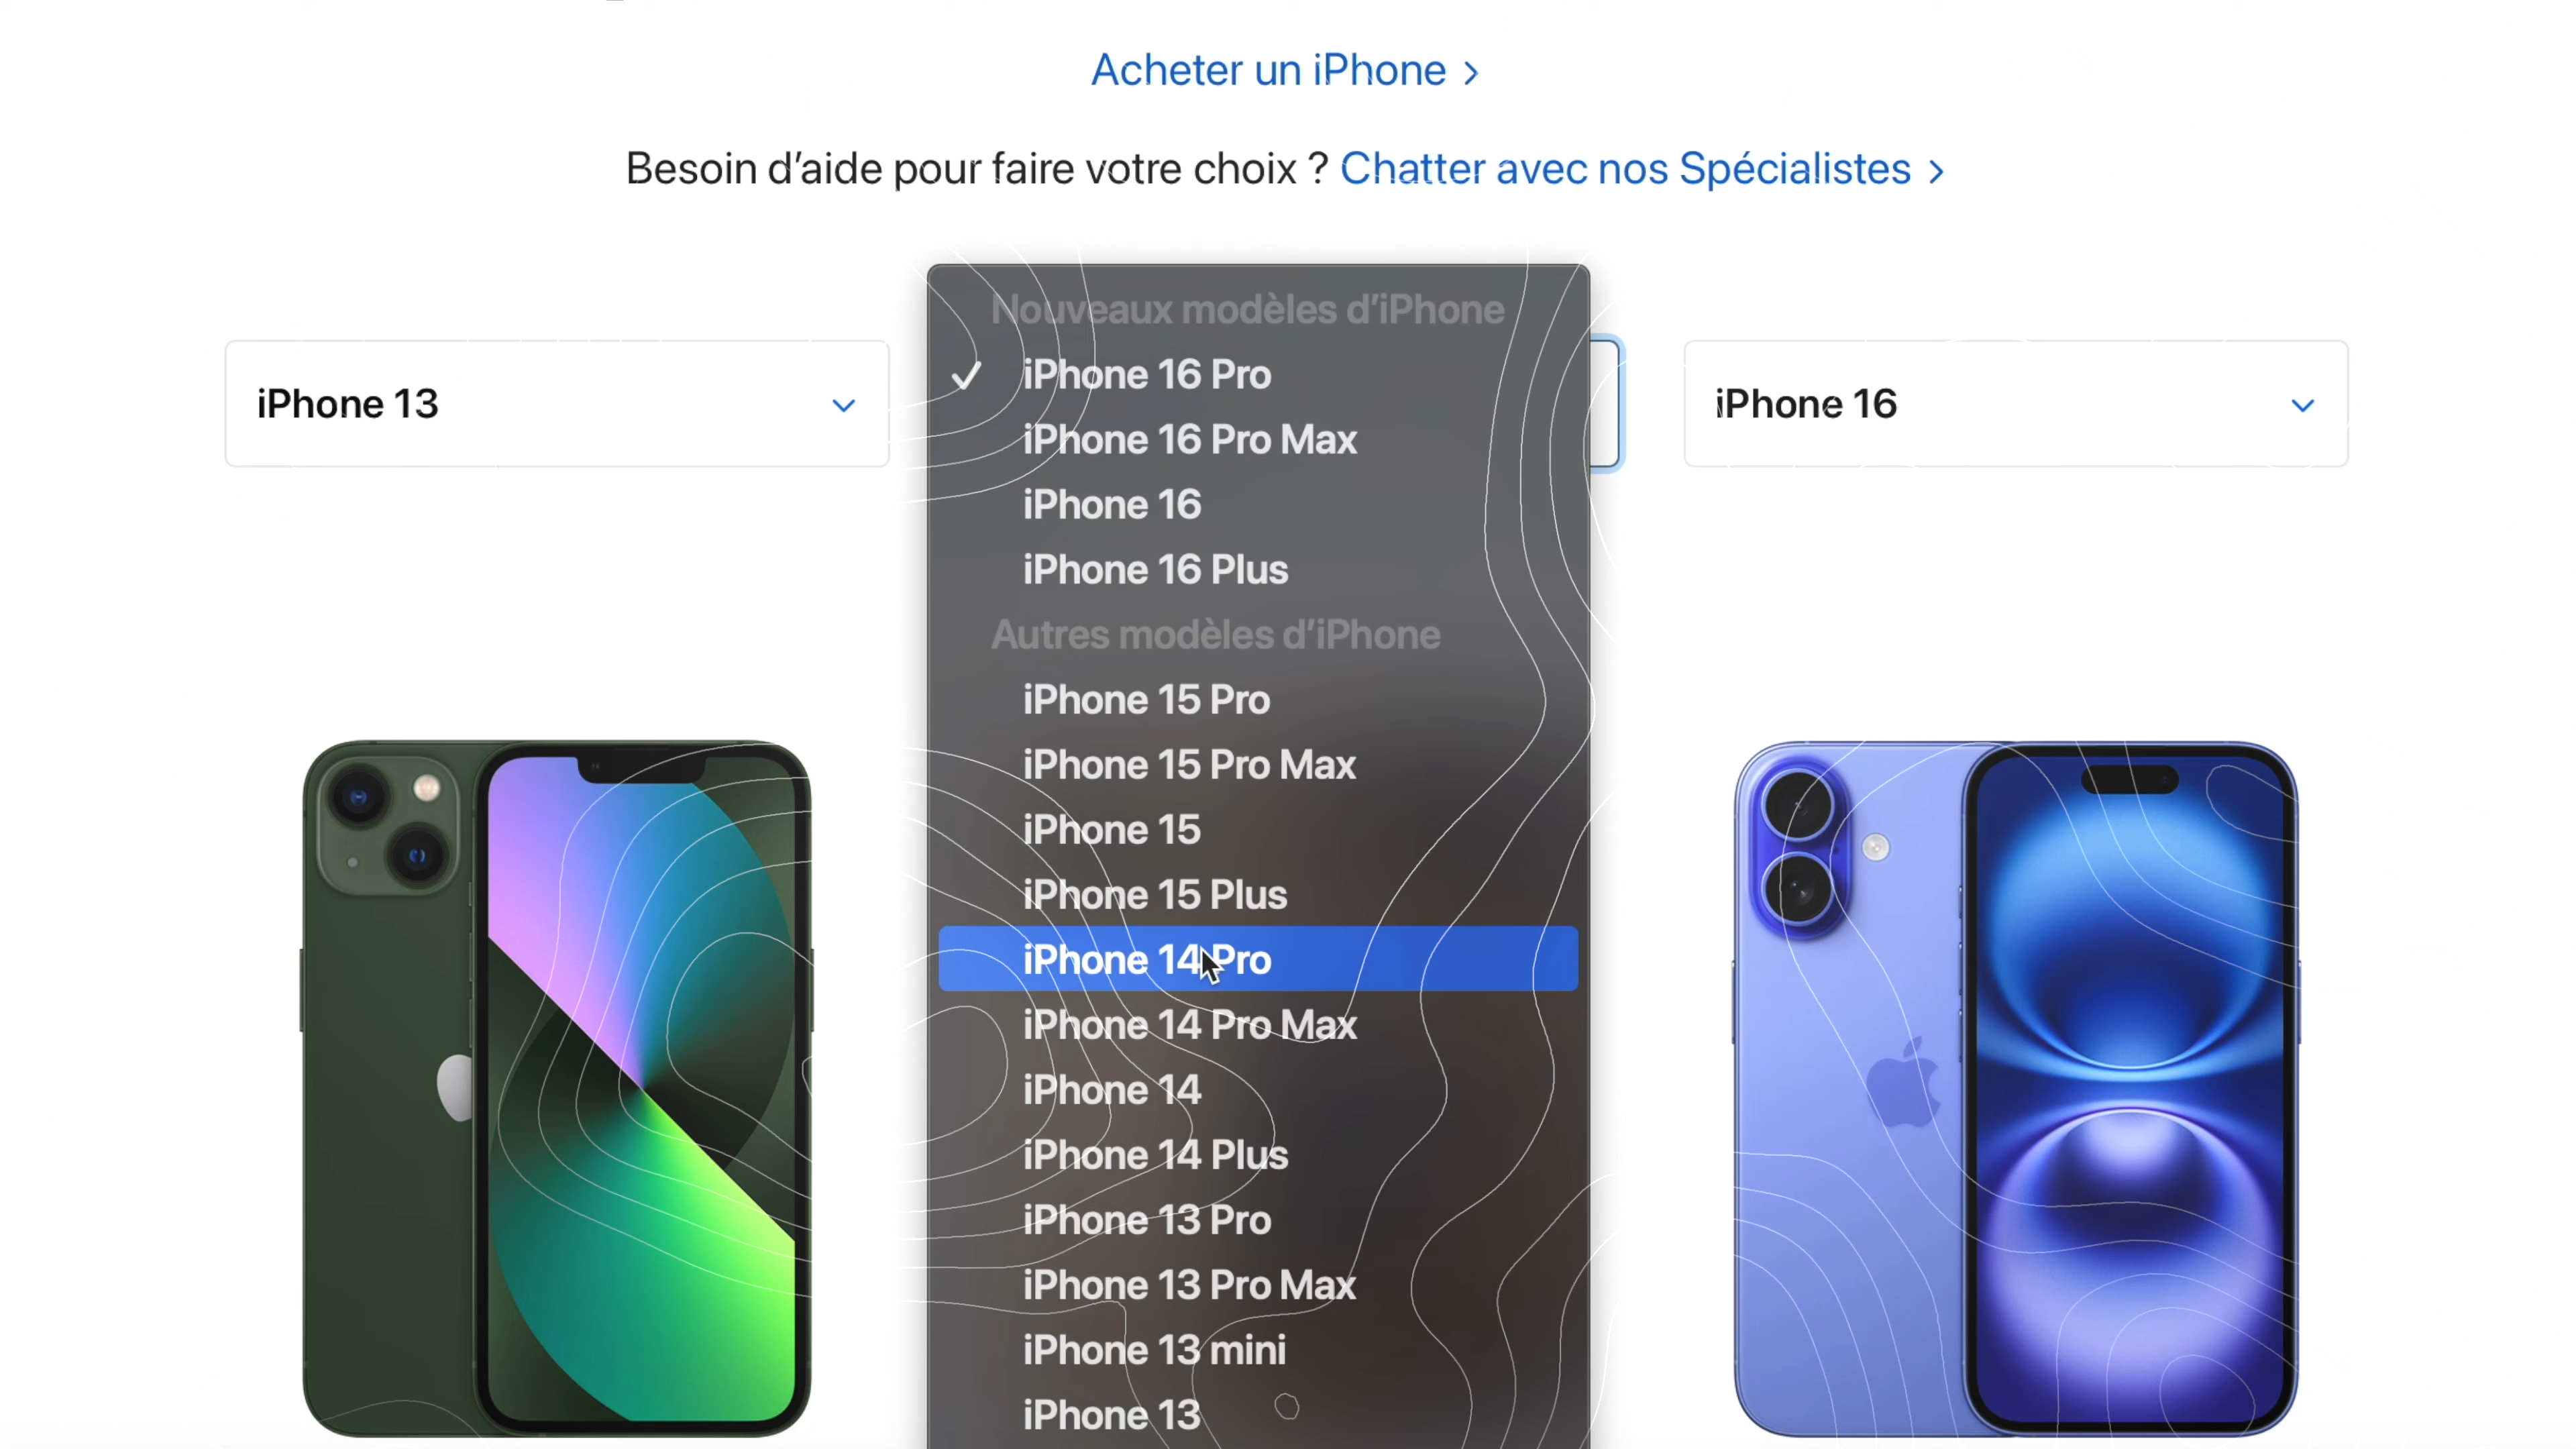 Acheter un iPhone >
Besoin d’aide pour faire votre choix ? Chatter avec nos Spécialistes >
iPhone 13
Nouveaux modèles d’iPhone
✓ iPhone 16 Pro
iPhone 16 Pro Max
iPhone 16
iPhone 16 Plus
Autres modèles d’iPhone
iPhone 15 Pro
iPhone 15 Pro Max
iPhone 15
iPhone 15 Plus
iPhone 14 Pro
iPhone 14 Pro Max
iPhone 14
iPhone 14 Plus
iPhone 13 Pro
iPhone 13 Pro Max
iPhone 13 mini
iPhone 13
iPhone 16